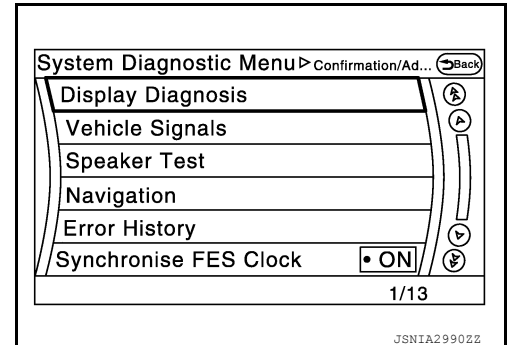 System Diagnostic Menu ▷ Confirmation/Ad... Back
Display Diagnosis
Vehicle Signals
Speaker Test
Navigation
Error History
Synchronise FES Clock • ON
1/13
JSNIA2990ZZ